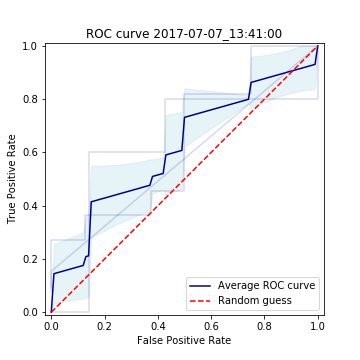 ROC curve 2017-07-07_13:41:00
True Positive Rate
1.0
0.8
0.6
0.4
0.2
0.0
0.0 0.2 0.4 0.6 0.8 1.0
False Positive Rate
Average ROC curve
Random guess